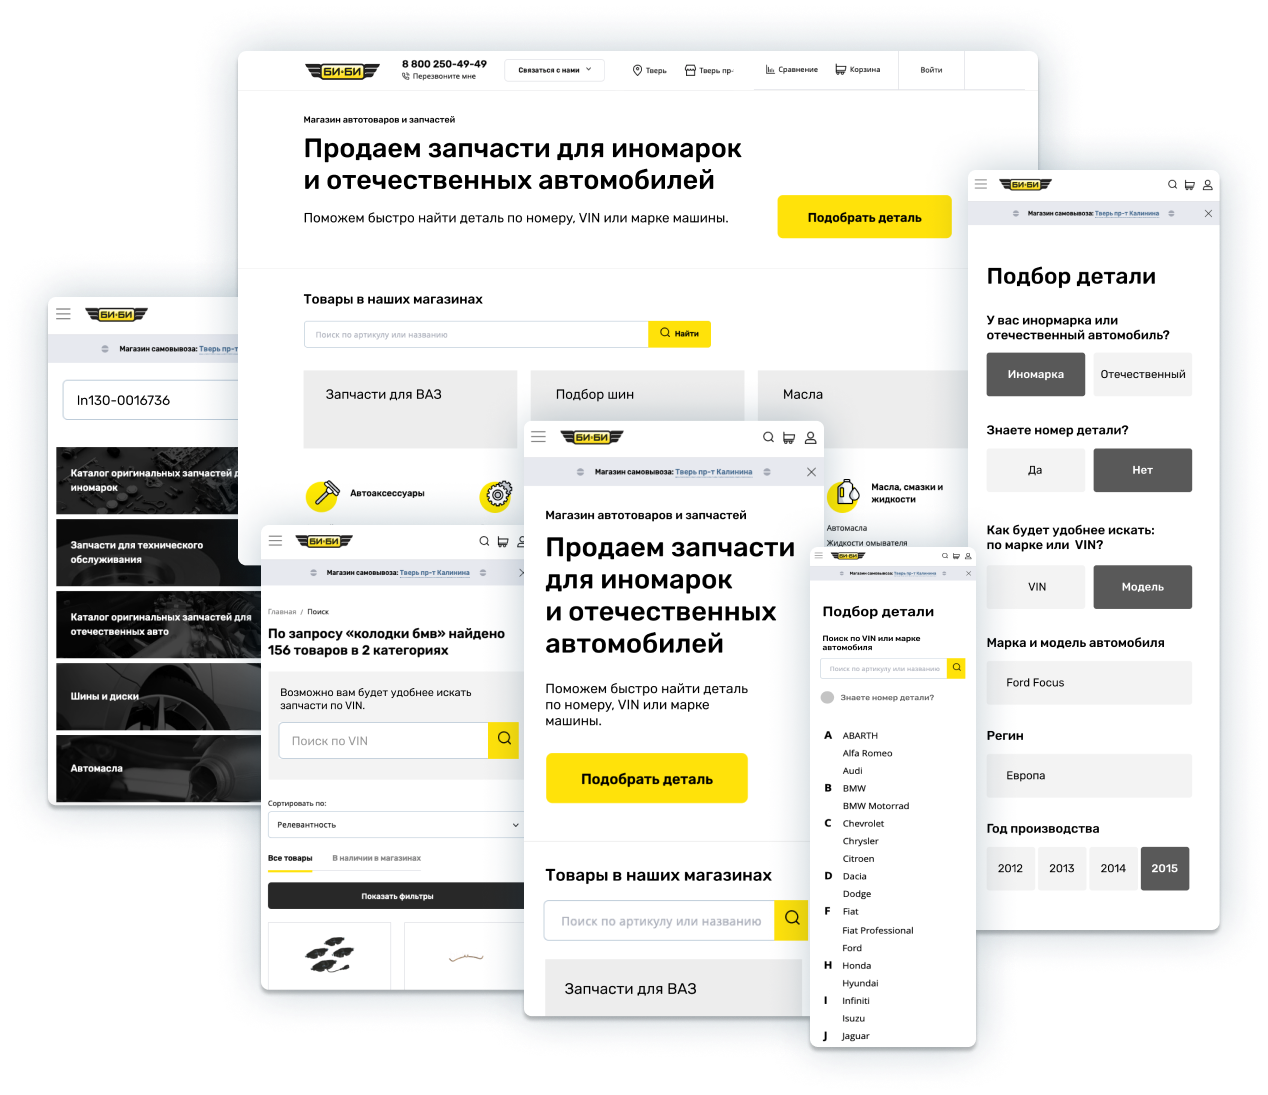 БИ-БИ
8 800 250-49-49
Перезвоните мне
Связаться с нами
Тверь
Тверь пр-
Сравнение
Корзина
Войти
Магазин автотоваров и запчастей
Продаем запчасти для иномарок
и отечественных автомобилей
Поможем быстро найти деталь по номеру, VIN или марке машины.
Подобрать деталь
Товары в наших магазинах
Поиск по артикулу или названию
Найти
Запчасти для ВАЗ
Подбор шин
Масла
Автоаксессуары
Масла, смазки и
жидкости
Автомасла
Жидкости омывателя
БИ-БИ
Магазин самовывоза: Тверь пр-т
In130-0016736
Каталог оригинальных запчастей д
иномарок
Запчасти для технического
обслуживания
Каталог оригинальных запчастей для
отечественных авто
Шины и диски
Автомасла
БИ-БИ
Магазин самовывоза: Тверь пр-т Калинина
Главная / Поиск
По запросу «колодки бмв» найдено
156 товаров в 2 категориях
Возможно вам будет удобнее искать
запчасти по VIN.
Поиск по VIN
Сортировать по:
Релевантность
Все товары
В наличии в магазинах
Показать фильтры
БИ-БИ
Магазин самовывоза: Тверь пр-т Калинина
Магазин автотоваров и запчастей
Продаем запчасти
для иномарок
и отечественных
автомобилей
Поможем быстро найти деталь
по номеру, VIN или марке
машины.
Подобрать деталь
Товары в наших магазинах
Поиск по артикулу или названию
Запчасти для ВАЗ
БИ-БИ
Магазин самовывоза: Тверь пр-т Калинина
Подбор детали
Поиск по VIN или марке
автомобиля
Поиск по артикулу или названию
Знаете номер детали?
A ABARTH
Alfa Romeo
Audi
B BMW
BMW Motorrad
C Chevrolet
Chrysler
Citroen
D Dacia
Dodge
F Fiat
Fiat Professional
Ford
H Honda
Hyundai
I Infiniti
Isuzu
J Jaguar
БИ-БИ
Магазин самовывоза: Тверь пр-т Калинина
Подбор детали
У вас инормарка или
отечественный автомобиль?
Иномарка
Отечественный
Знаете номер детали?
Да
Нет
Как будет удобнее искать:
по марке или VIN?
VIN
Модель
Марка и модель автомобиля
Ford Focus
Регин
Европа
Год производства
2012
2013
2014
2015